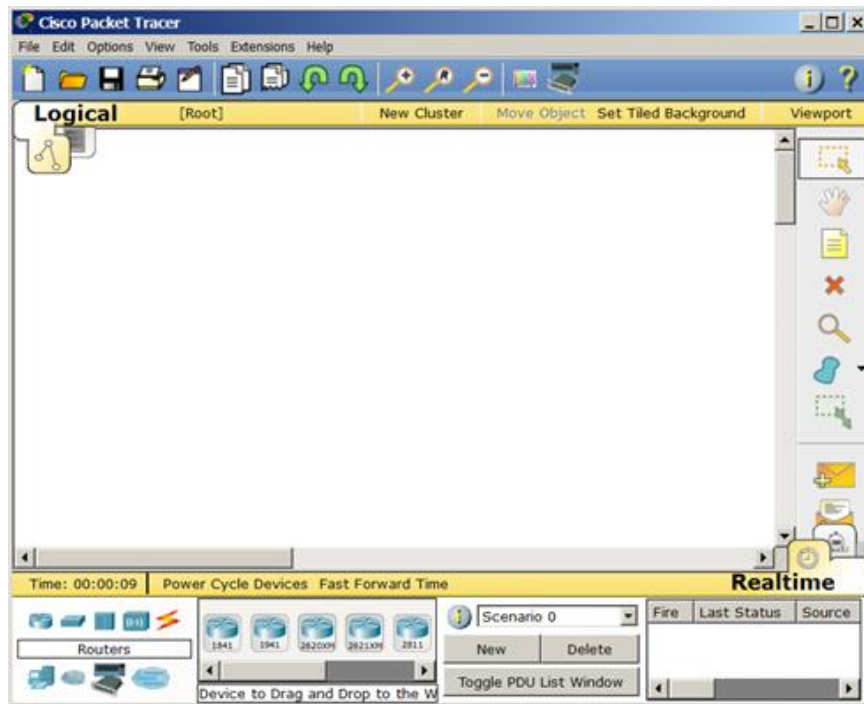 Cisco Packet Tracer
File Edit Options View Tools Extensions Help
Logical [Root] New Cluster Move Object Set Tiled Background Viewport
Time: 00:00:09 Power Cycle Devices Fast Forward Time Realtime
Routers
1841 1941 2620XM 2621XM 2811
Device to Drag and Drop to the W
Scenario 0
New Delete
Toggle PDU List Window
Fire Last Status Source